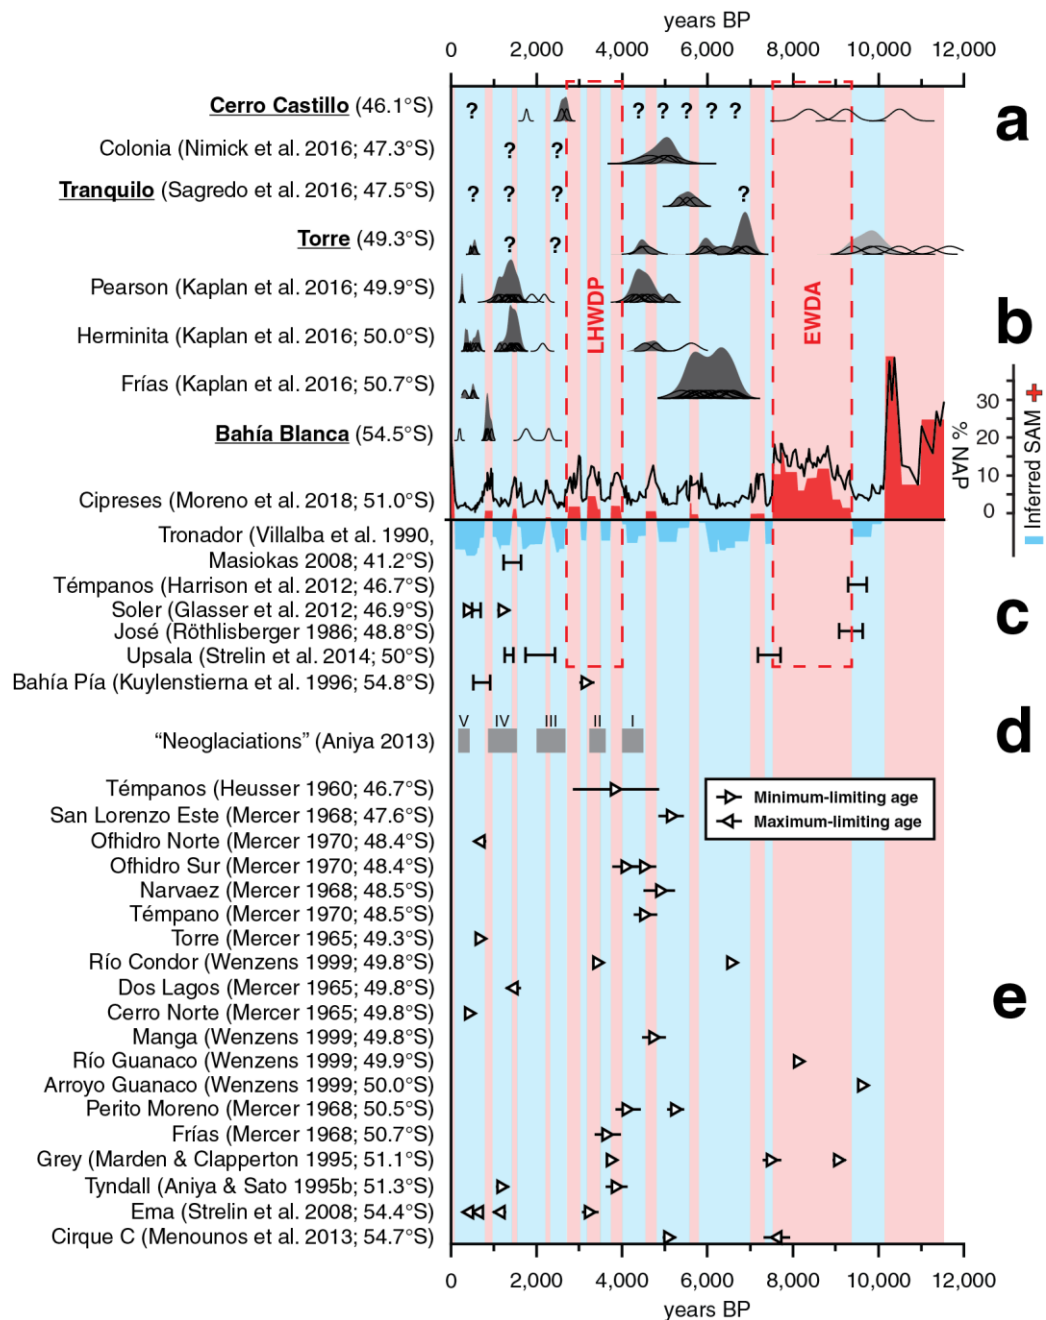 years BP
0 2,000 4,000 6,000 8,000 10,000 12,000
Cerro Castillo (46.1°S) ? ? ? ? ? ?
a
Colonia (Nimick et al. 2016; 47.3°S) ? ?
Tranquilo (Sagredo et al. 2016; 47.5°S) ? ? ? ?
Torre (49.3°S) ? ?
Pearson (Kaplan et al. 2016; 49.9°S)
LHWDP
EWDA
b
Herminita (Kaplan et al. 2016; 50.0°S)
Frías (Kaplan et al. 2016; 50.7°S)
Bahía Blanca (54.5°S)
30
20
10
0
% NAP
Inferred SAM +
Cipreses (Moreno et al. 2018; 51.0°S)
Tronador (Villalba et al. 1990,
Masiokas 2008; 41.2°S)
Témpanos (Harrison et al. 2012; 46.7°S)
Soler (Glasser et al. 2012; 46.9°S)
c
José (Röthlisberger 1986; 48.8°S)
Upsala (Strelin et al. 2014; 50°S)
Bahía Pía (Kuylenstierna et al. 1996; 54.8°S)
V IV III II I
d
“Neoglaciations” (Aniya 2013)
Témpanos (Heusser 1960; 46.7°S)
Minimum-limiting age
Maximum-limiting age
San Lorenzo Este (Mercer 1968; 47.6°S)
Ofhidro Norte (Mercer 1970; 48.4°S)
Ofhidro Sur (Mercer 1970; 48.4°S)
Narvaez (Mercer 1968; 48.5°S)
Témpano (Mercer 1970; 48.5°S)
Torre (Mercer 1965; 49.3°S)
Río Condor (Wenzens 1999; 49.8°S)
Dos Lagos (Mercer 1965; 49.8°S)
e
Cerro Norte (Mercer 1965; 49.8°S)
Manga (Wenzens 1999; 49.8°S)
Río Guanaco (Wenzens 1999; 49.9°S)
Arroyo Guanaco (Wenzens 1999; 50.0°S)
Perito Moreno (Mercer 1968; 50.5°S)
Frías (Mercer 1968; 50.7°S)
Grey (Marden & Clapperton 1995; 51.1°S)
Tyndall (Aniya & Sato 1995b; 51.3°S)
Ema (Strelin et al. 2008; 54.4°S)
Cirque C (Menounos et al. 2013; 54.7°S)
0 2,000 4,000 6,000 8,000 10,000 12,000
years BP